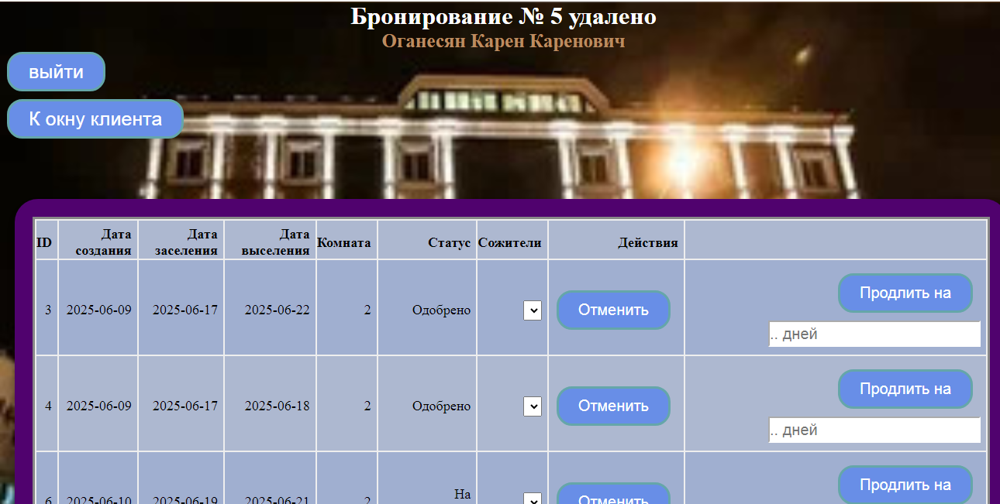 Бронирование № 5 удалено
Оганесян Карен Каренович
выйти
К окну клиента
ID Дата создания Дата заселения Дата выселения Комната Статус Сожители Действия
3 2025-06-09 2025-06-17 2025-06-22 2 Одобрено Отменить Продлить на
.. дней
4 2025-06-09 2025-06-17 2025-06-18 2 Одобрено Отменить Продлить на
.. дней
6 2025-06-10 2025-06-19 2025-06-21 2 На Отменить Продлить на